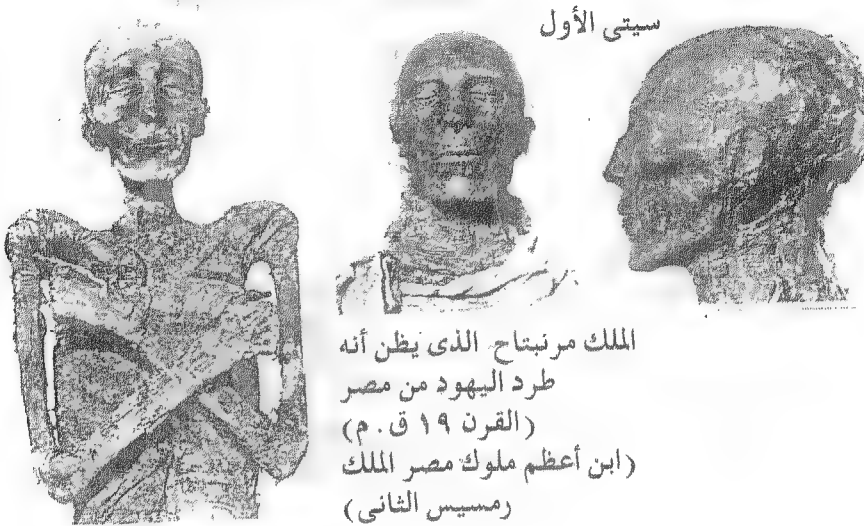 سيتى الأول
الملك مرنبتاح الذى يظن أنه
طرد اليهود من مصر
(القرن ١٩ ق.م)
(ابن أعظم ملوك مصر الملك
رمسيس الثانى)